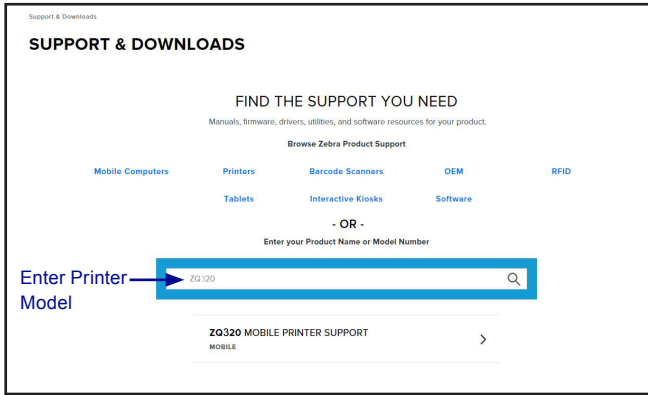 Support & Downloads
SUPPORT & DOWNLOADS
FIND THE SUPPORT YOU NEED
Manuals, firmware, drivers, utilities, and software resources for your product.
Browse Zebra Product Support
Mobile Computers Printers Barcode Scanners OEM RFID
Tablets Interactive Kiosks Software
- OR -
Enter your Product Name or Model Number
Enter Printer
Model
ZQ320
ZQ320 MOBILE PRINTER SUPPORT
MOBILE